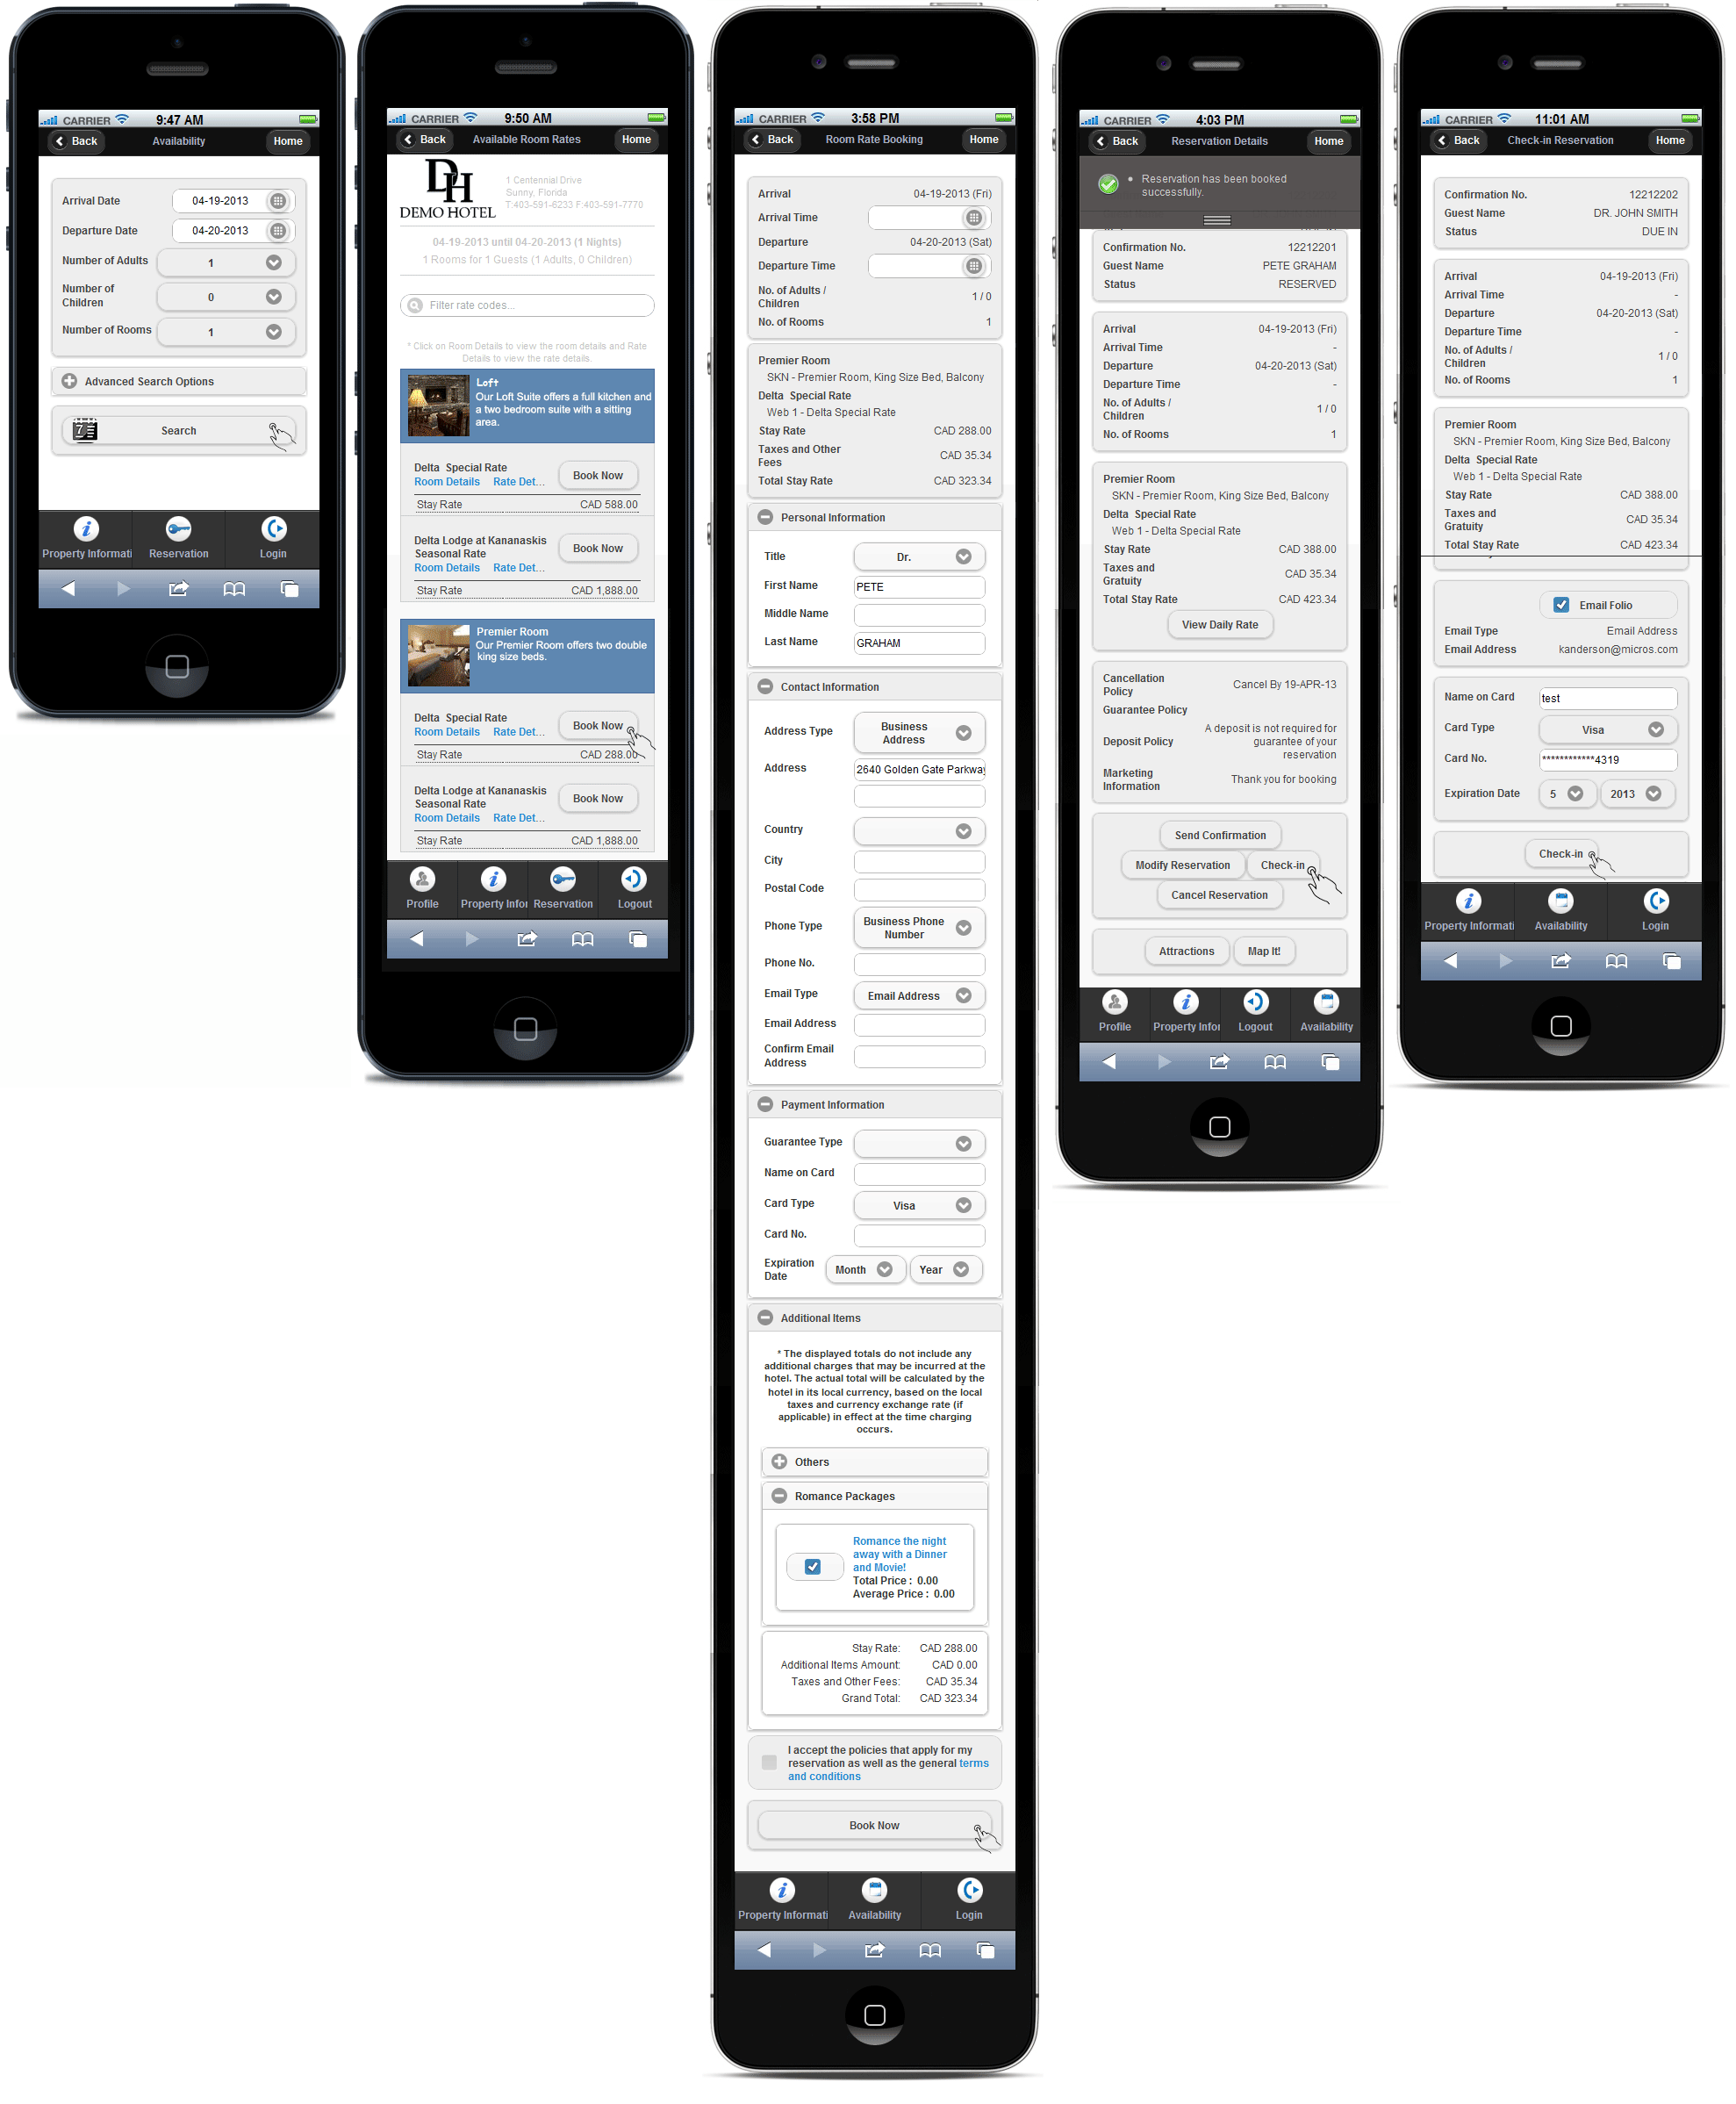 CARRIER 9:47 AM
Back Availability Home
Arrival Date 04-19-2013
Departure Date 04-20-2013
Number of Adults 1
Number of
Children 0
Number of Rooms 1
Advanced Search Options
7 Search
Property Informati Reservation Login
CARRIER 9:50 AM
Back Available Room Rates Home
DH
DEMO HOTEL
1 Centennial Drive
Sunny, Florida
T:403-591-6233 F:403-591-7770
04-19-2013 until 04-20-2013 (1 Nights)
1 Rooms for 1 Guests (1 Adults, 0 Children)
Filter rate codes...
* Click on Room Details to view the room details and Rate
Details to view the rate details.
Loft
Our Loft Suite offers a full kitchen and
a two bedroom suite with a sitting
area.
Delta Special Rate
Room Details Rate Det... Book Now
Stay Rate CAD 588.00
Delta Lodge at Kananaskis
Seasonal Rate Book Now
Room Details Rate Det...
Stay Rate CAD 1,888.00
Premier Room
Our Premier Room offers two double
king size beds.
Delta Special Rate
Room Details Rate Det... Book Now
Stay Rate CAD 288.00
Delta Lodge at Kananaskis
Seasonal Rate Book Now
Room Details Rate Det...
Stay Rate CAD 1,888.00
Profile Property Infor Reservation Logout
CARRIER 3:58 PM
Back Room Rate Booking Home
Arrival 04-19-2013 (Fri)
Arrival Time
Departure 04-20-2013 (Sat)
Departure Time
No. of Adults /
Children 1 / 0
No. of Rooms 1
Premier Room
SKN - Premier Room, King Size Bed, Balcony
Delta Special Rate
Web 1 - Delta Special Rate
Stay Rate CAD 288.00
Taxes and Other
Fees CAD 35.34
Total Stay Rate CAD 323.34
Personal Information
Title Dr.
First Name PETE
Middle Name
Last Name GRAHAM
Contact Information
Address Type Business
Address
Address 2640 Golden Gate Parkway
Country
City
Postal Code
Phone Type Business Phone
Number
Phone No.
Email Type Email Address
Email Address
Confirm Email
Address
Payment Information
Guarantee Type
Name on Card
Card Type Visa
Card No.
Expiration
Date Month Year
Additional Items
* The displayed totals do not include any
additional charges that may be incurred at the
hotel. The actual total will be calculated by the
hotel in its local currency, based on the local
taxes and currency exchange rate (if
applicable) in effect at the time charging
occurs.
Others
Romance Packages
Romance the night
away with a Dinner
and Movie!
Total Price : 0.00
Average Price : 0.00
Stay Rate: CAD 288.00
Additional Items Amount: CAD 0.00
Taxes and Other Fees: CAD 35.34
Grand Total: CAD 323.34
I accept the policies that apply for my
reservation as well as the general terms
and conditions
Book Now
Property Informati Availability Login
CARRIER 4:03 PM
Back Reservation Details Home
• Reservation has been booked
successfully.
Confirmation No. 12212201
Guest Name PETE GRAHAM
Status RESERVED
Arrival 04-19-2013 (Fri)
Arrival Time -
Departure 04-20-2013 (Sat)
Departure Time -
No. of Adults /
Children 1 / 0
No. of Rooms 1
Premier Room
SKN - Premier Room, King Size Bed, Balcony
Delta Special Rate
Web 1 - Delta Special Rate
Stay Rate CAD 388.00
Taxes and
Gratuity CAD 35.34
Total Stay Rate CAD 423.34
View Daily Rate
Cancellation
Policy Cancel By 19-APR-13
Guarantee Policy
Deposit Policy A deposit is not required for
guarantee of your
reservation
Marketing
Information Thank you for booking
Send Confirmation
Modify Reservation Check-in
Cancel Reservation
Attractions Map It!
Profile Property Infor Logout Availability
CARRIER 11:01 AM
Back Check-in Reservation Home
Confirmation No. 12212202
Guest Name DR. JOHN SMITH
Status DUE IN
Arrival 04-19-2013 (Fri)
Arrival Time -
Departure 04-20-2013 (Sat)
Departure Time -
No. of Adults /
Children 1 / 0
No. of Rooms 1
Premier Room
SKN - Premier Room, King Size Bed, Balcony
Delta Special Rate
Web 1 - Delta Special Rate
Stay Rate CAD 388.00
Taxes and
Gratuity CAD 35.34
Total Stay Rate CAD 423.34
Email Folio
Email Type Email Address
Email Address kanderson@micros.com
Name on Card test
Card Type Visa
Card No. ************4319
Expiration Date 5 2013
Check-in
Property Informati Availability Login